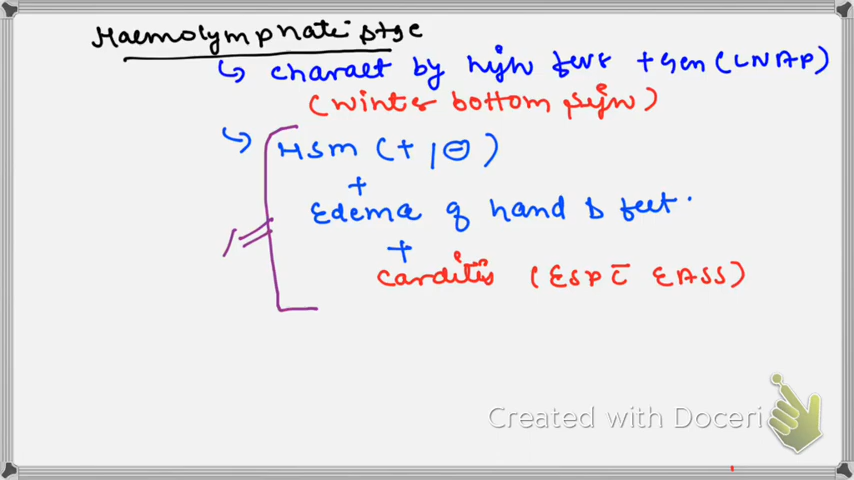 Haemolymphatic stge
↳ charact by high fever + Gen (LNAP)
(Winter bottom sign)
↳ HSM (+ / ⊖)
+
Edema of hand & feet.
+
carditis (ESP c̄ EASS)
Created with Doceri